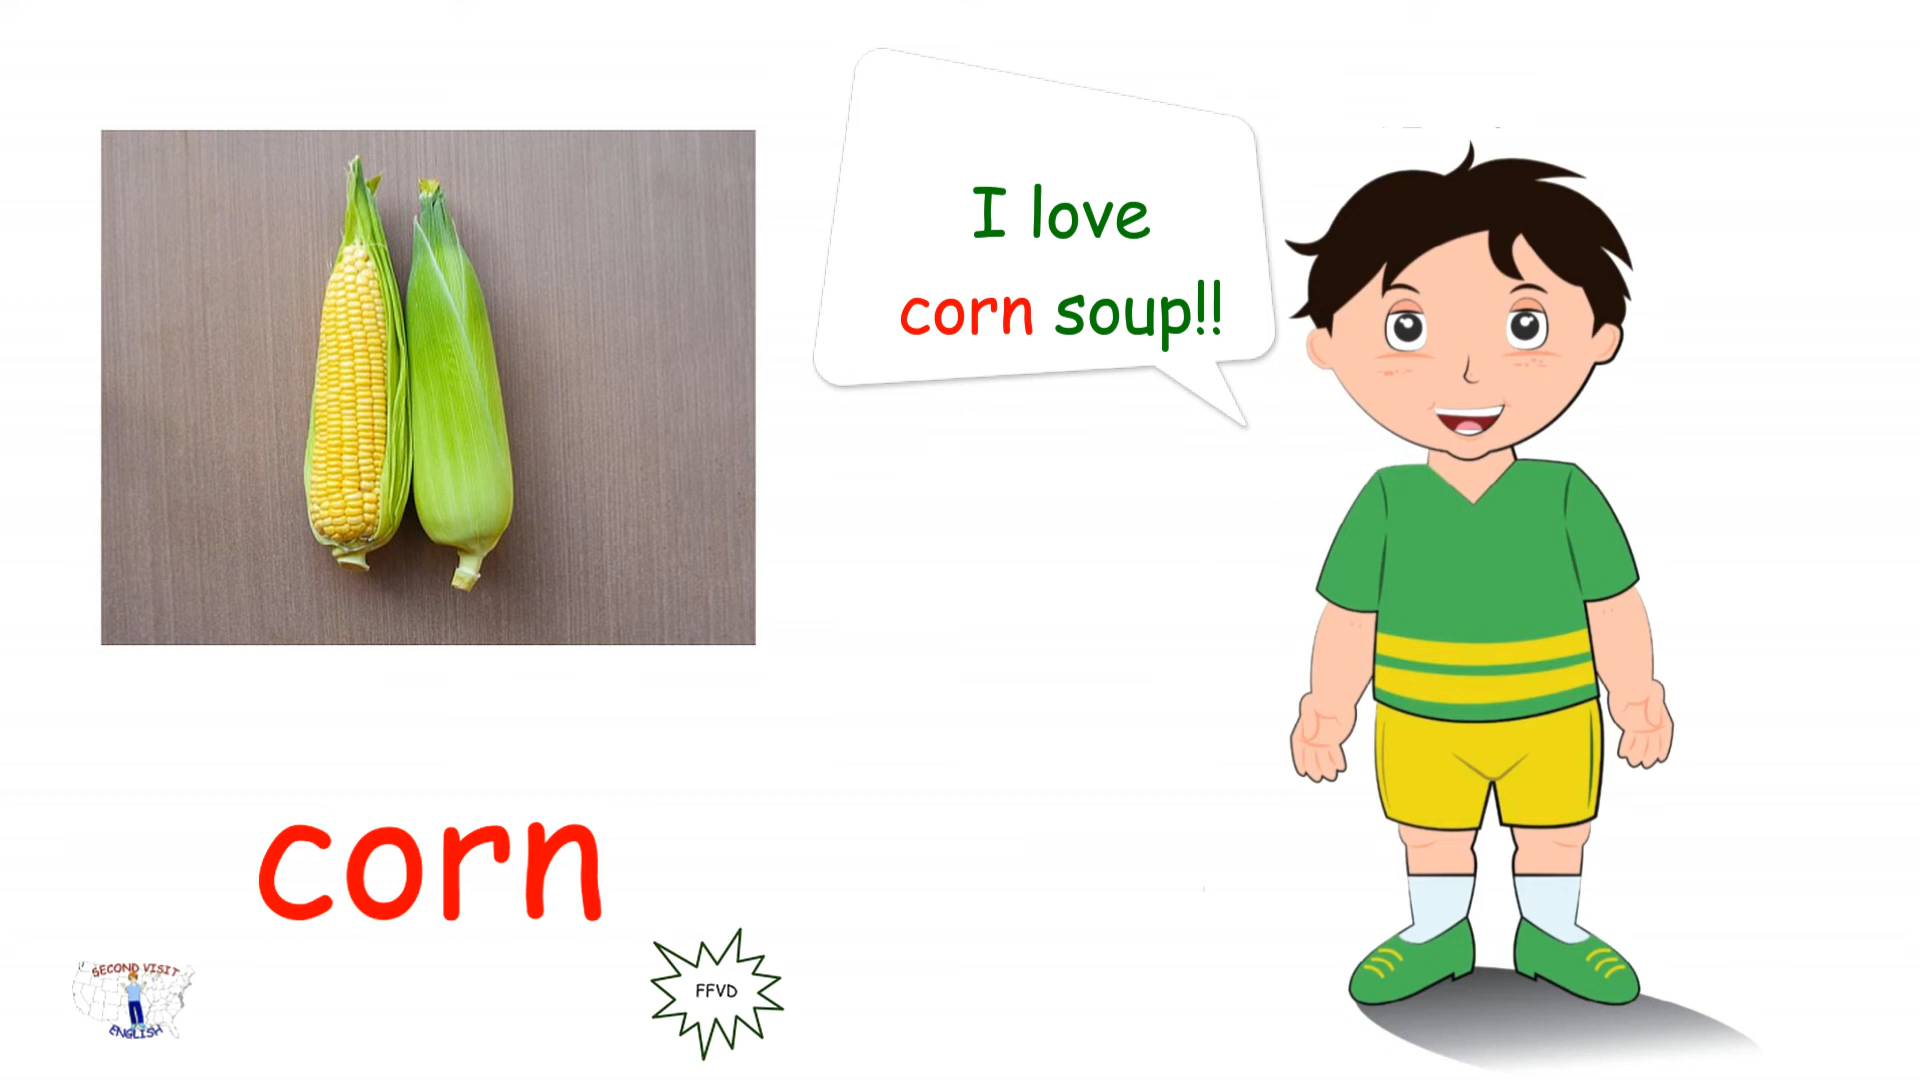 I love
corn soup!!
corn
SECOND VISIT
ENGLISH
FFVD